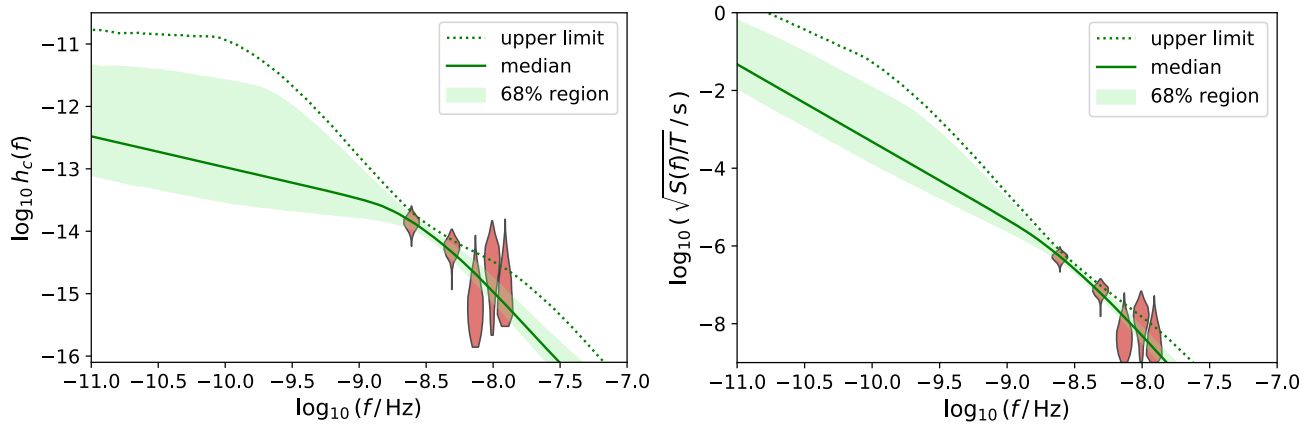 upper limit
median
68% region
log₁₀ h_c(f)
−11
−12
−13
−14
−15
−16
−11.0 −10.5 −10.0 −9.5 −9.0 −8.5 −8.0 −7.5 −7.0
log₁₀ (f / Hz)
upper limit
median
68% region
log₁₀ ( √S(f)/T / s )
0
−2
−4
−6
−8
−11.0 −10.5 −10.0 −9.5 −9.0 −8.5 −8.0 −7.5 −7.0
log₁₀ (f / Hz)